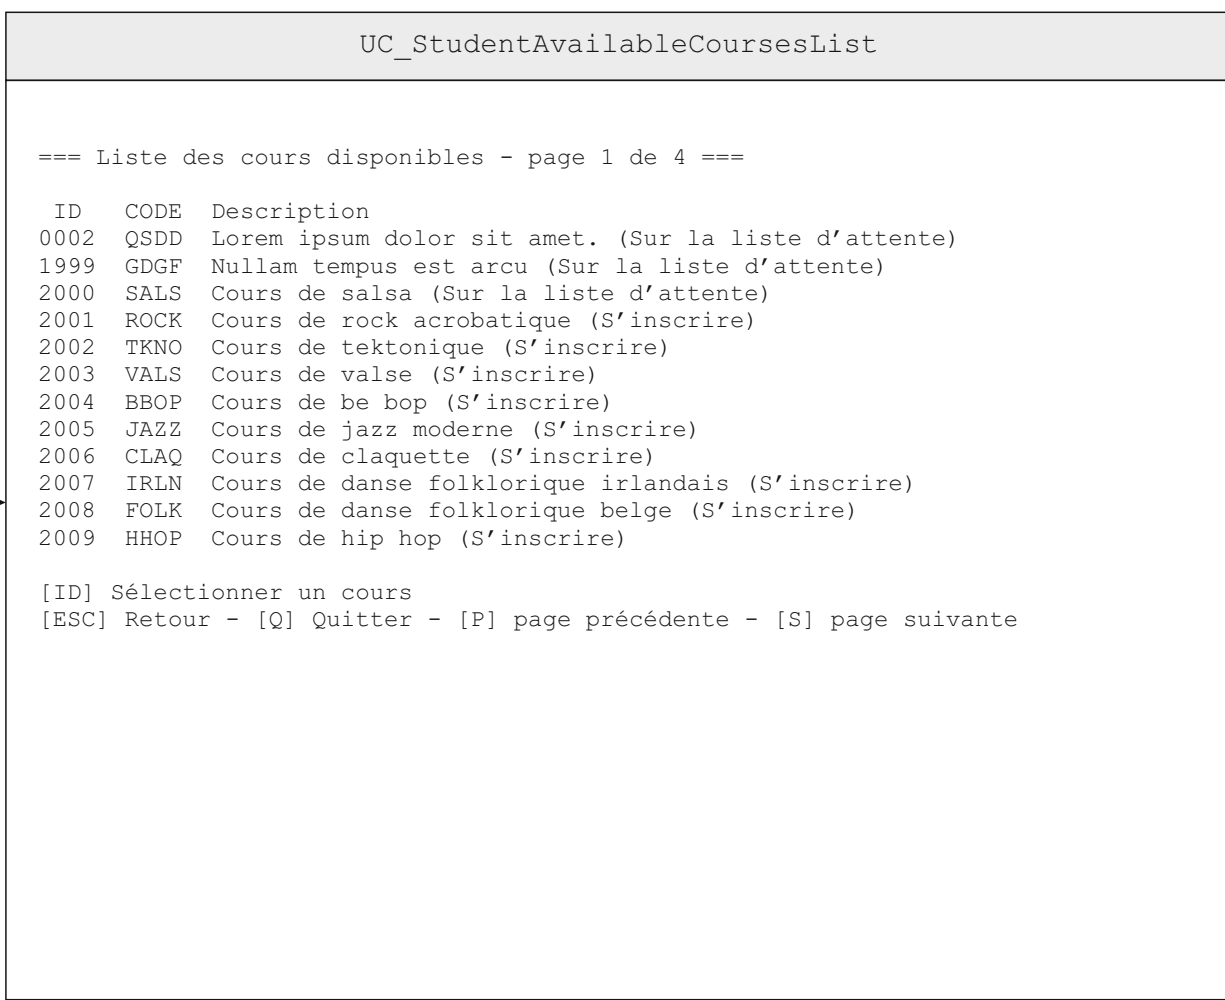 UC_StudentAvailableCoursesList
=== Liste des cours disponibles - page 1 de 4 ===
ID CODE Description
0002 QSDD Lorem ipsum dolor sit amet. (Sur la liste d’attente)
1999 GDGF Nullam tempus est arcu (Sur la liste d’attente)
2000 SALS Cours de salsa (Sur la liste d’attente)
2001 ROCK Cours de rock acrobatique (S’inscrire)
2002 TKNO Cours de tektonique (S’inscrire)
2003 VALS Cours de valse (S’inscrire)
2004 BBOP Cours de be bop (S’inscrire)
2005 JAZZ Cours de jazz moderne (S’inscrire)
2006 CLAQ Cours de claquette (S’inscrire)
2007 IRLN Cours de danse folklorique irlandais (S’inscrire)
2008 FOLK Cours de danse folklorique belge (S’inscrire)
2009 HHOP Cours de hip hop (S’inscrire)
[ID] Sélectionner un cours
[ESC] Retour - [Q] Quitter - [P] page précédente - [S] page suivante